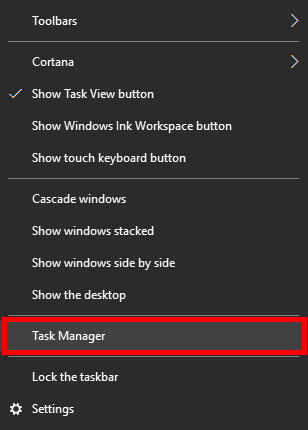 Toolbars
Cortana
Show Task View button
Show Windows Ink Workspace button
Show touch keyboard button
Cascade windows
Show windows stacked
Show windows side by side
Show the desktop
Task Manager
Lock the taskbar
Settings